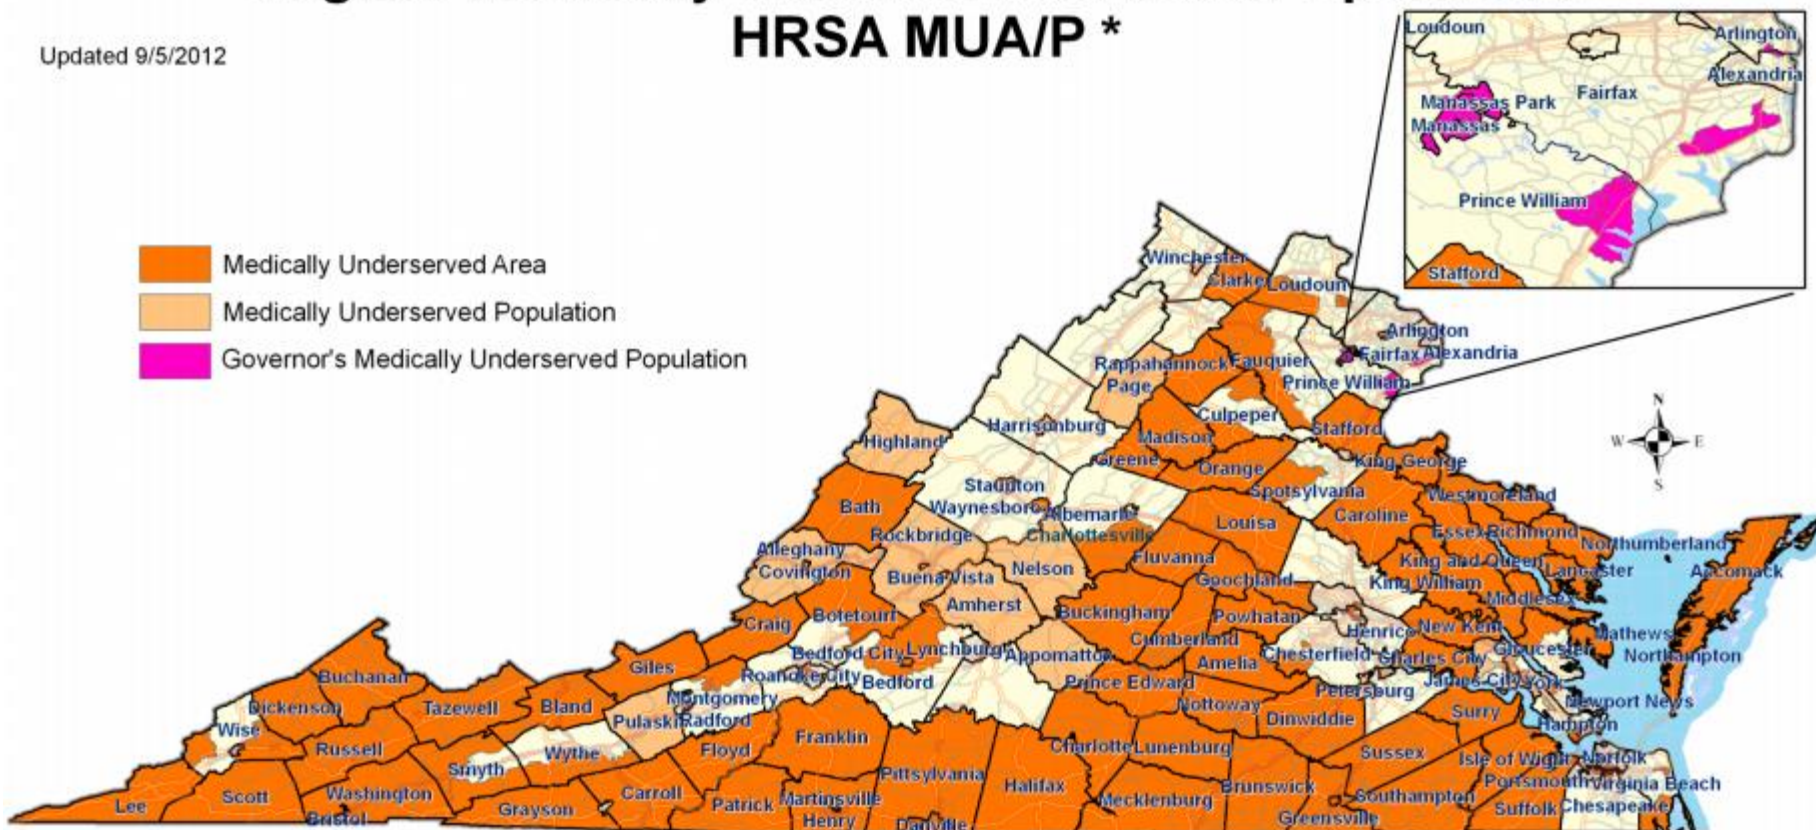 HRSA MUA/P *
Updated 9/5/2012
Medically Underserved Area
Medically Underserved Population
Governor's Medically Underserved Population
Loudoun
Arlington
Alexandria
Fairfax
Manassas Park
Manassas
Prince William
Stafford
N
W E
S
Winchester
Clarke
Loudoun
Arlington
Fairfax
Alexandria
Rappahannock
Fauquier
Page
Prince William
Culpeper
Harrisonburg
Stafford
Highland
Madison
Greene
Orange
King George
Staunton
Spotsylvania
Westmoreland
Bath
Waynesboro
Albemarle
Louisa
Caroline
Rockbridge
Charlottesville
Essex
Richmond
Northumberland
Alleghany
Fluvanna
King and Queen
Covington
Buena Vista
Nelson
Goochland
King William
Lancaster
Accomack
Amherst
Middlesex
Botetourt
Buckingham
Powhatan
Craig
Henrico
New Kent
Cumberland
Mathews
Bedford City
Lynchburg
Appomattox
Amelia
Chesterfield
Charles City
Gloucester
Northampton
Giles
Buchanan
Roanoke City
Bedford
Prince Edward
James City
York
Montgomery
Petersburg
Newport News
Dickenson
Tazewell
Bland
Pulaski
Radford
Nottoway
Dinwiddie
Surry
Hampton
Wise
Russell
Wythe
Floyd
Franklin
Charlotte
Lunenburg
Sussex
Isle of Wight
Norfolk
Smyth
Pittsylvania
Halifax
Brunswick
Portsmouth
Virginia Beach
Lee
Scott
Washington
Grayson
Carroll
Patrick
Martinsville
Mecklenburg
Southampton
Suffolk
Chesapeake
Bristol
Henry
Danville
Greensville